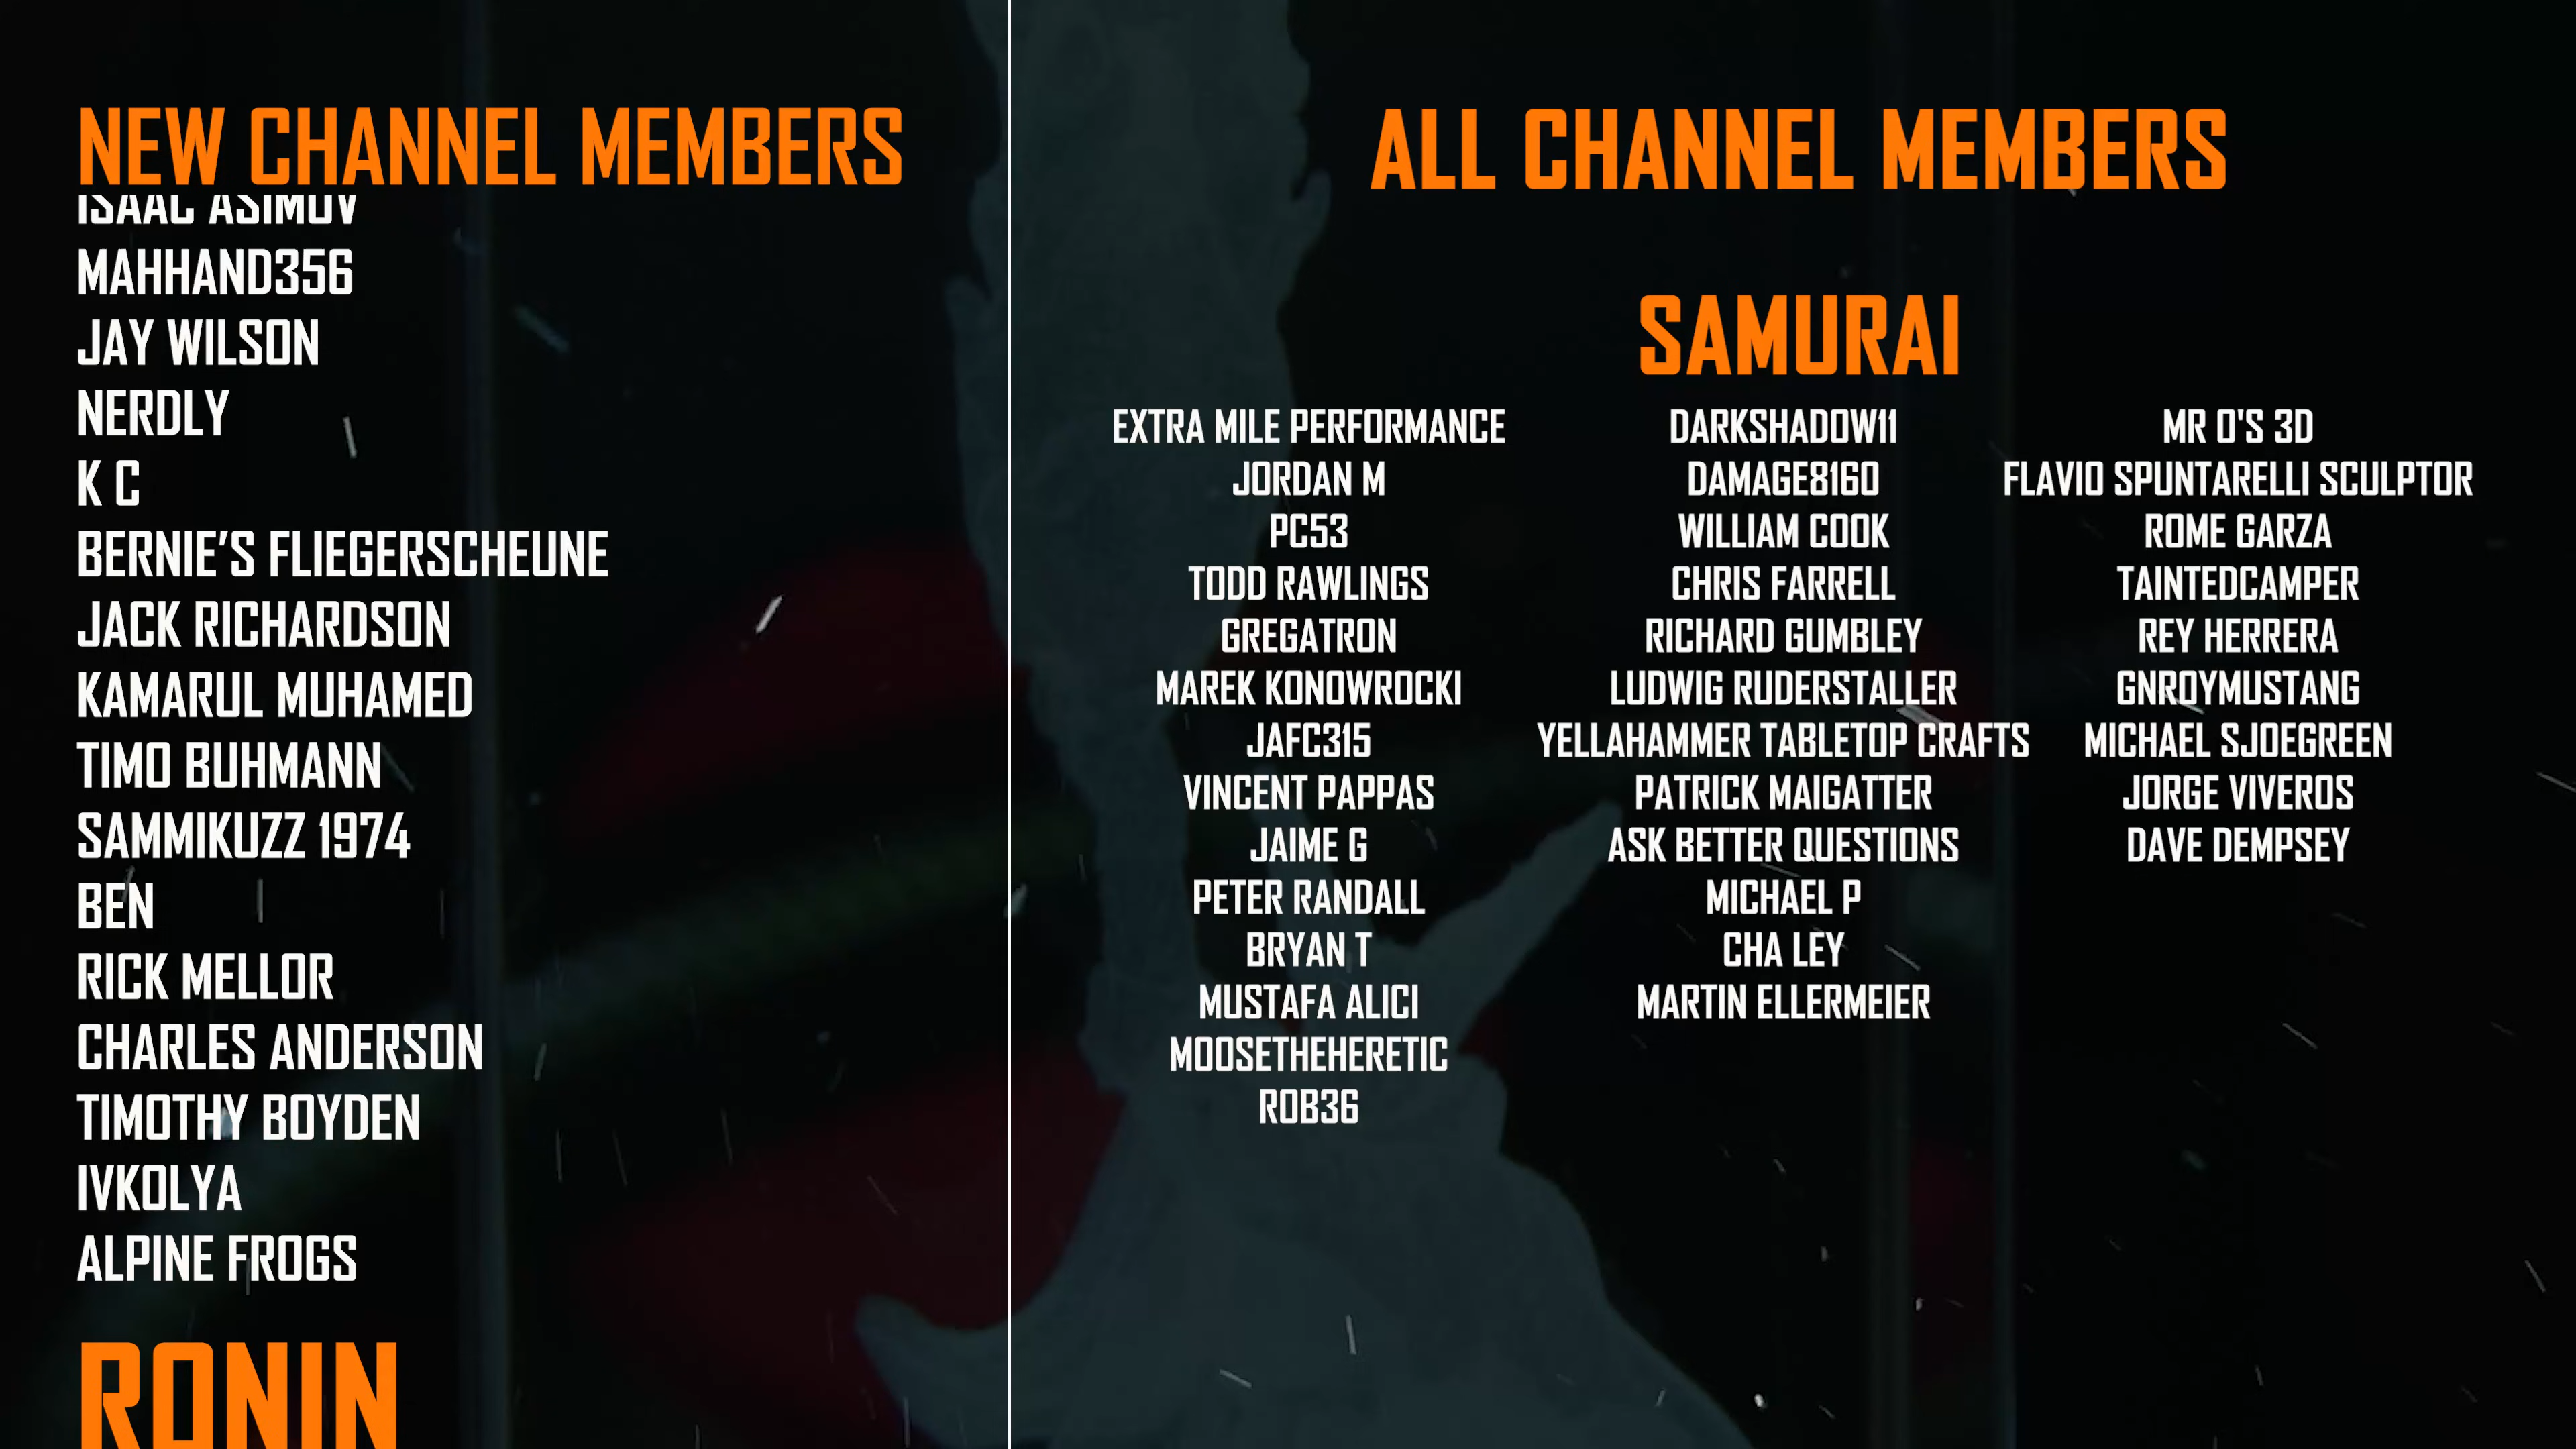 NEW CHANNEL MEMBERS
ISAAC ASIMOV
MAHHAND356
JAY WILSON
NERDLY
K C
BERNIE’S FLIEGERSCHEUNE
JACK RICHARDSON
KAMARUL MUHAMED
TIMO BUHMANN
SAMMIKUZZ 1974
BEN
RICK MELLOR
CHARLES ANDERSON
TIMOTHY BOYDEN
IVKOLYA
ALPINE FROGS
RONIN
ALL CHANNEL MEMBERS
SAMURAI
EXTRA MILE PERFORMANCE
JORDAN M
PC53
TODD RAWLINGS
GREGATRON
MAREK KONOWROCKI
JAFC315
VINCENT PAPPAS
JAIME G
PETER RANDALL
BRYAN T
MUSTAFA ALICI
MOOSETHEHERETIC
ROB36
DARKSHADOW11
DAMAGE8160
WILLIAM COOK
CHRIS FARRELL
RICHARD GUMBLEY
LUDWIG RUDERSTALLER
YELLAHAMMER TABLETOP CRAFTS
PATRICK MAIGATTER
ASK BETTER QUESTIONS
MICHAEL P
CHA LEY
MARTIN ELLERMEIER
MR O'S 3D
FLAVIO SPUNTARELLI SCULPTOR
ROME GARZA
TAINTEDCAMPER
REY HERRERA
GNROYMUSTANG
MICHAEL SJOEGREEN
JORGE VIVEROS
DAVE DEMPSEY